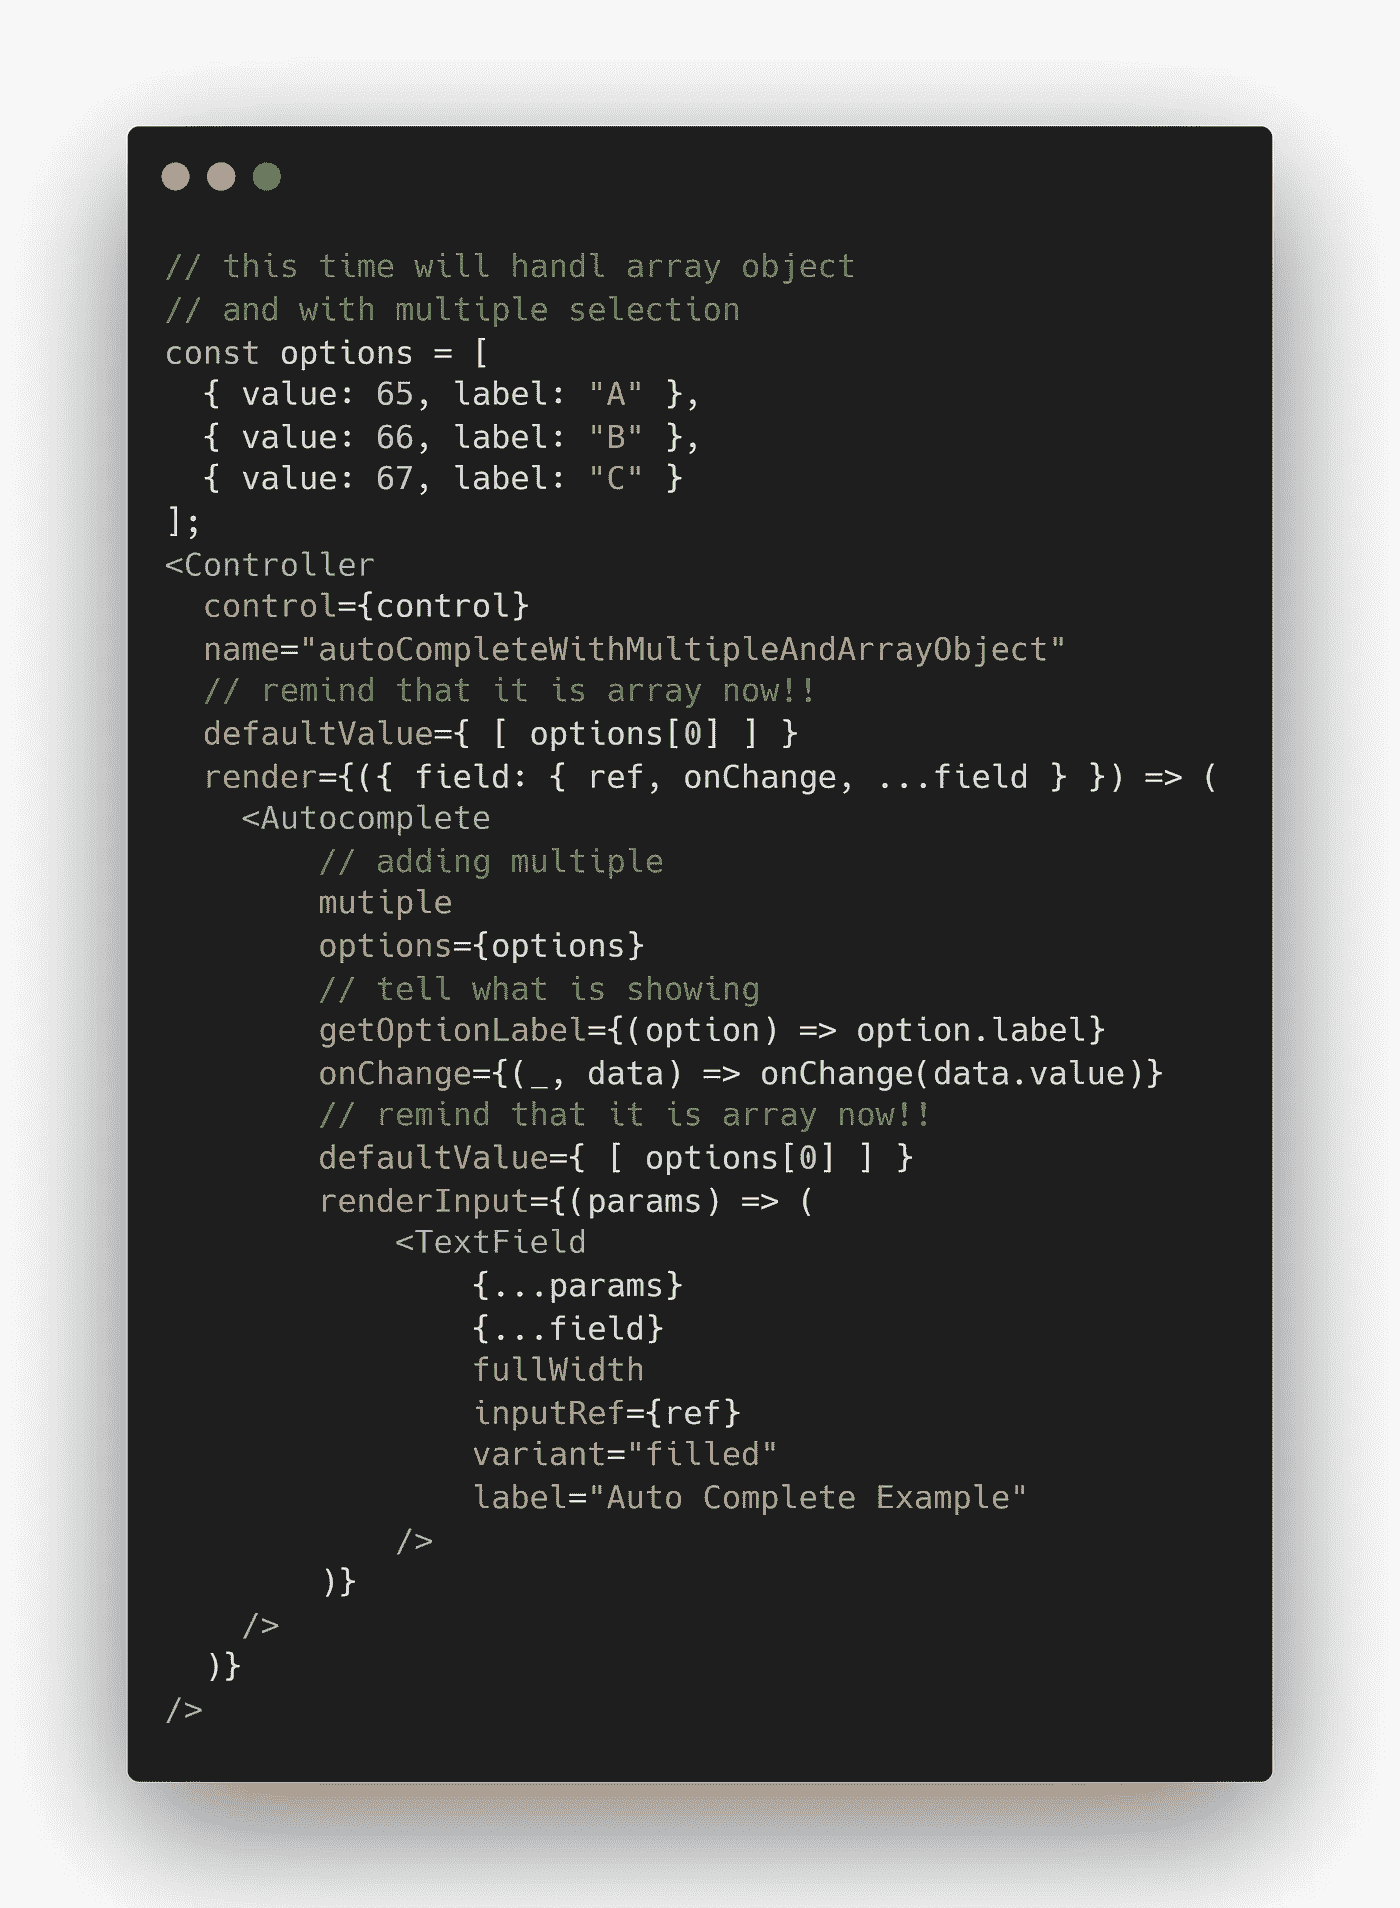 // this time will handl array object
// and with multiple selection
const options = [
  { value: 65, label: "A" },
  { value: 66, label: "B" },
  { value: 67, label: "C" }
];
<Controller
  control={control}
  name="autoCompleteWithMultipleAndArrayObject"
  // remind that it is array now!!
  defaultValue={ [ options[0] ] }
  render={({ field: { ref, onChange, ...field } }) => (
    <Autocomplete
        // adding multiple
        mutiple
        options={options}
        // tell what is showing
        getOptionLabel={(option) => option.label}
        onChange={(_, data) => onChange(data.value)}
        // remind that it is array now!!
        defaultValue={ [ options[0] ] }
        renderInput={(params) => (
            <TextField
                {...params}
                {...field}
                fullWidth
                inputRef={ref}
                variant="filled"
                label="Auto Complete Example"
            />
        )}
    />
  )}
/>